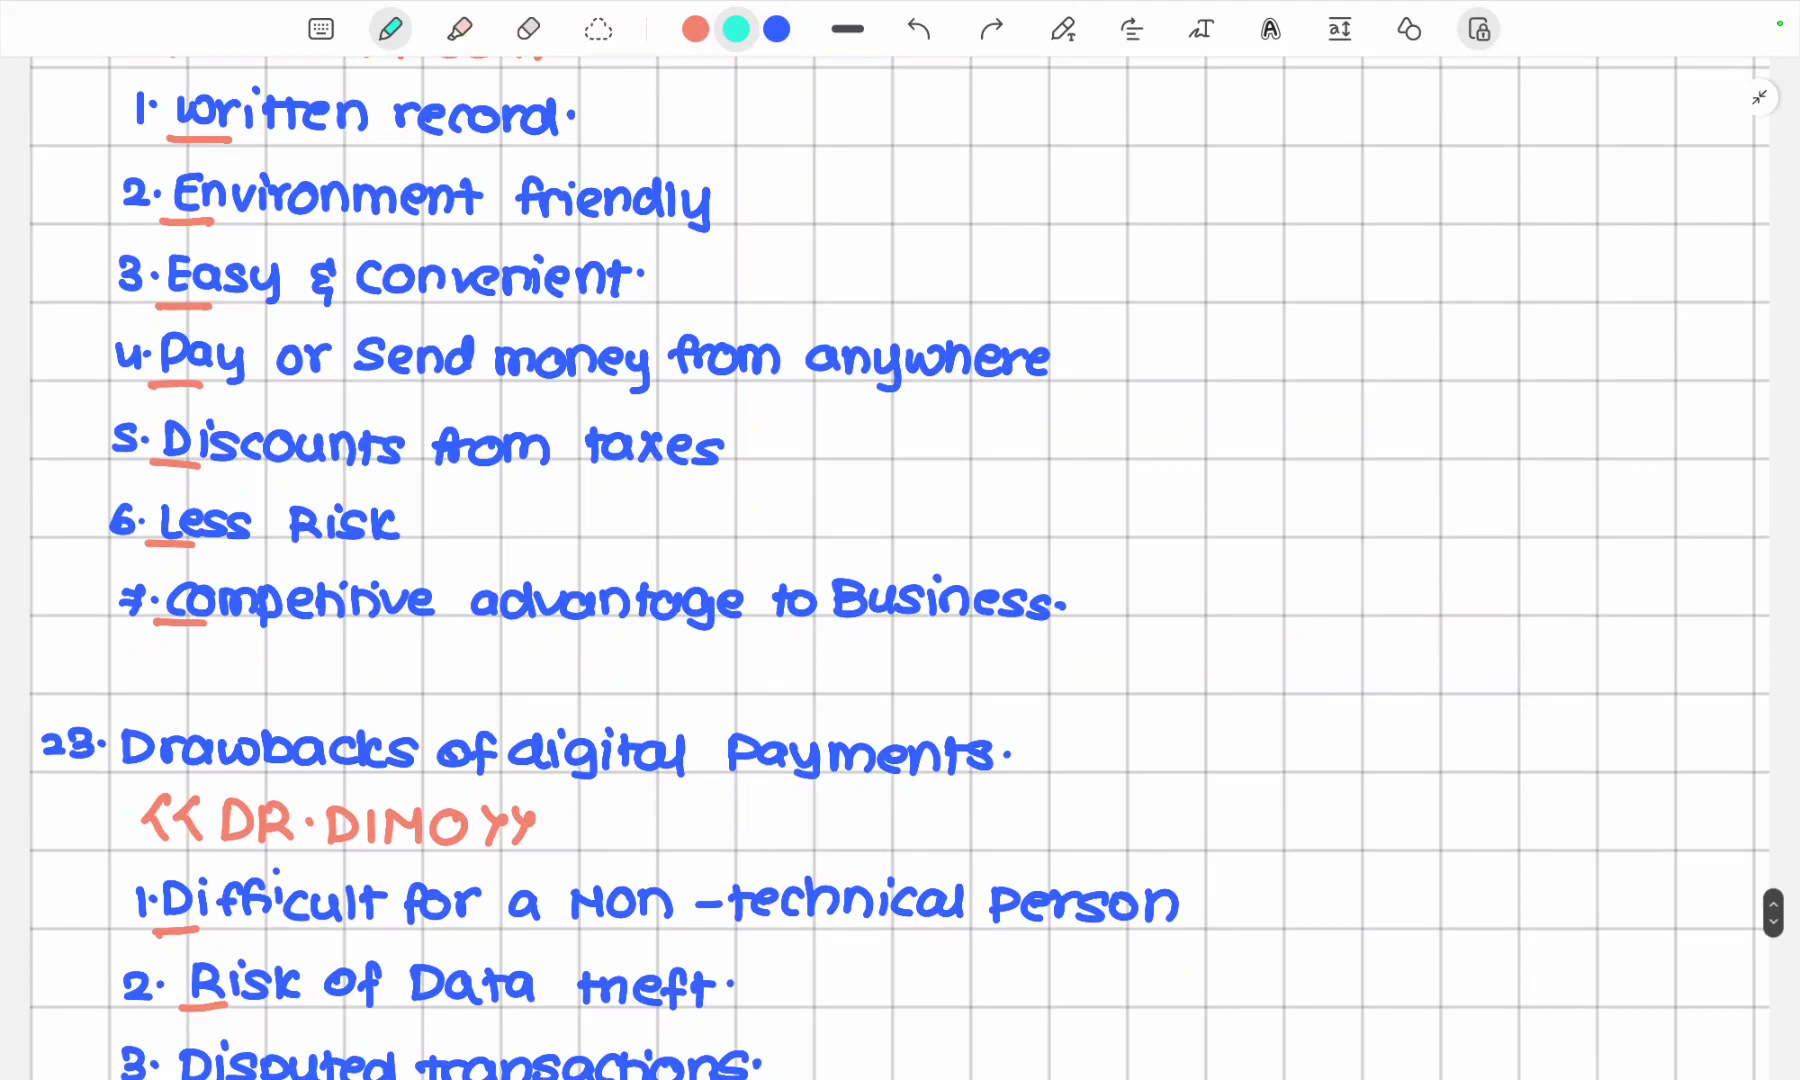 1. Written record.
2. Environment friendly
3. Easy & Convenient.
4. Pay or Send money from anywhere
5. Discounts from taxes
6. Less Risk
7. Competitive advantage to Business.
23. Drawbacks of digital Payments.
<< DR. DIMO >>
1. Difficult for a Non-technical Person
2. Risk of Data theft.
3. Disputed transactions.